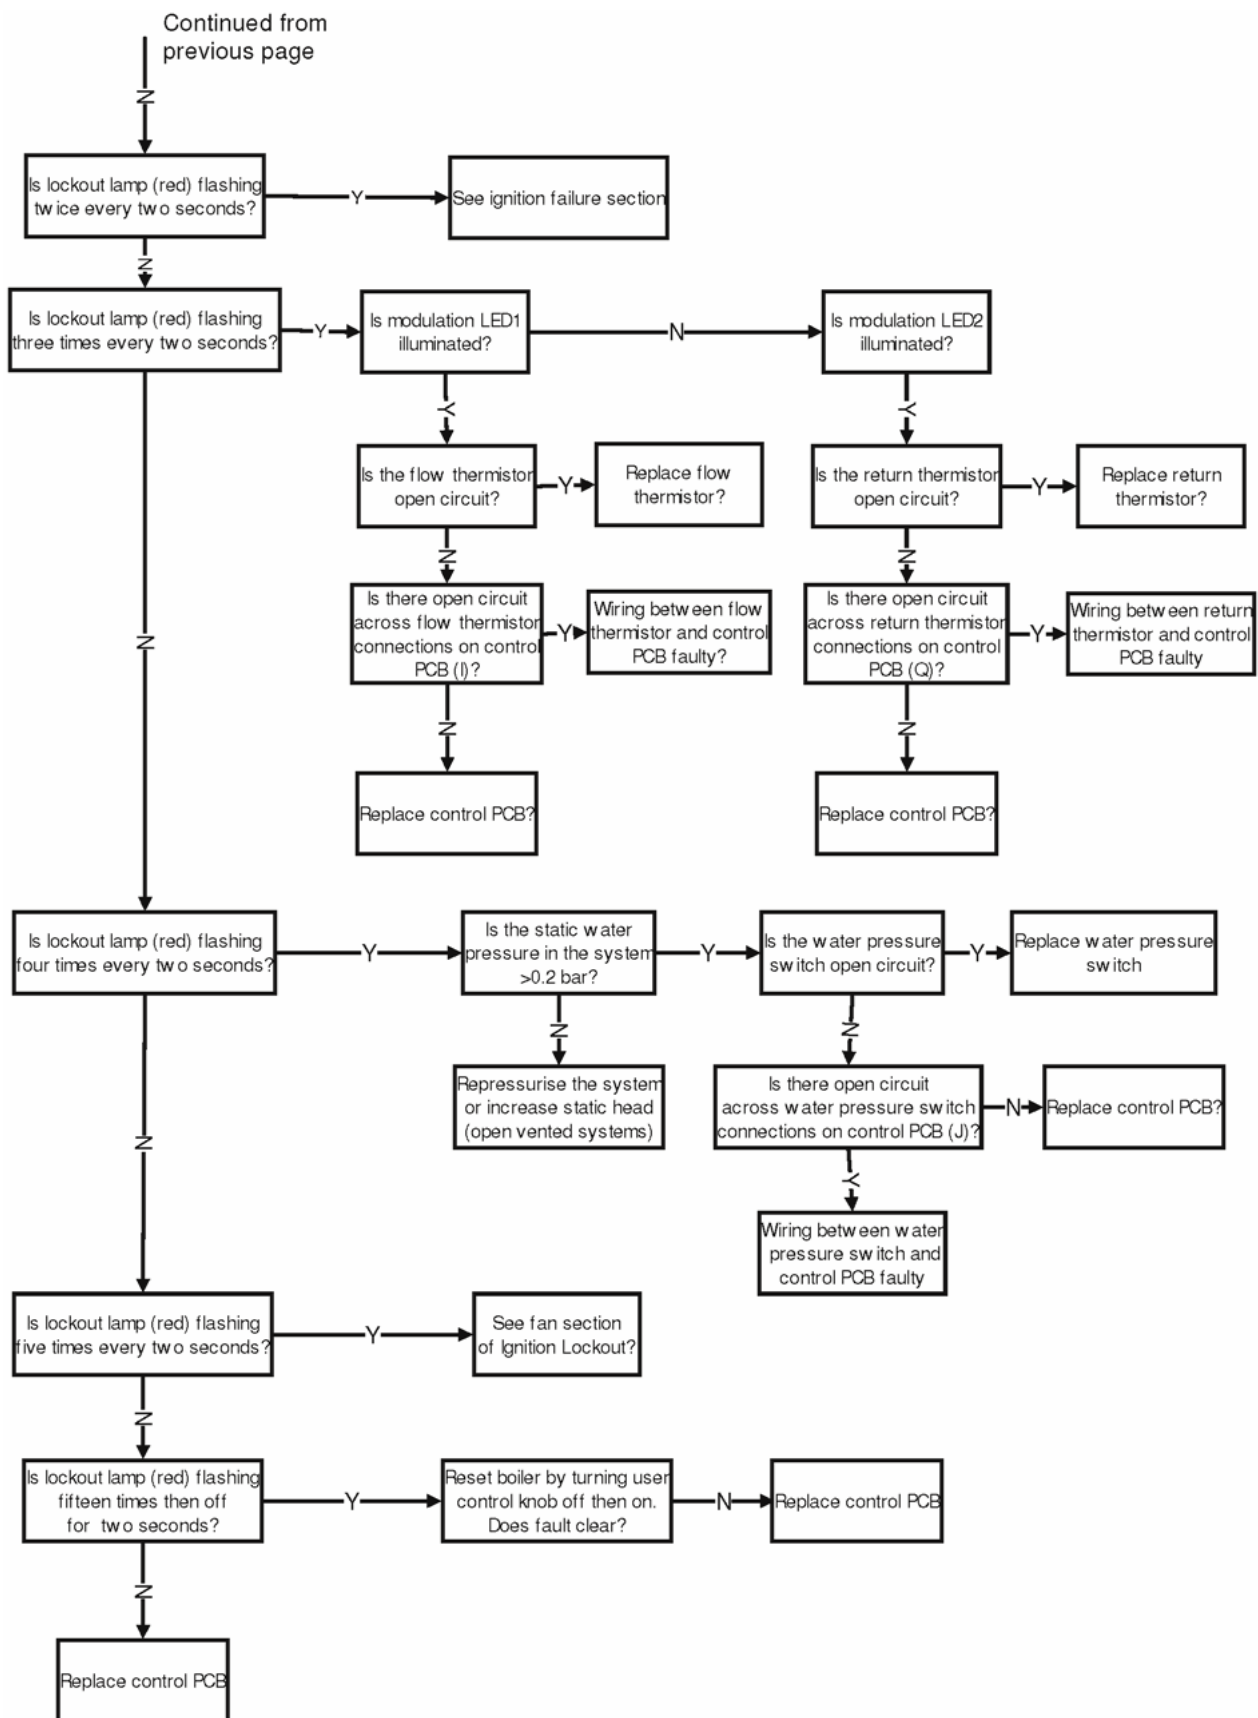 Continued from
previous page
N
Is lockout lamp (red) flashing
twice every two seconds?
Y
See ignition failure section
N
Is lockout lamp (red) flashing
three times every two seconds?
Y
Is modulation LED1
illuminated?
N
Is modulation LED2
illuminated?
Y
Y
Is the flow thermistor
open circuit?
Y
Replace flow
thermistor?
Is the return thermistor
open circuit?
Y
Replace return
thermistor?
N
N
Is there open circuit
across flow thermistor
connections on control
PCB (I)?
Y
Wiring between flow
thermistor and control
PCB faulty?
Is there open circuit
across return thermistor
connections on control
PCB (Q)?
Y
Wiring between return
thermistor and control
PCB faulty
N
N
N
Replace control PCB?
Replace control PCB?
Is lockout lamp (red) flashing
four times every two seconds?
Y
Is the static water
pressure in the system
>0.2 bar?
Y
Is the water pressure
switch open circuit?
Y
Replace water pressure
switch
N
N
Repressurise the system
or increase static head
(open vented systems)
Is there open circuit
across water pressure switch
connections on control PCB (J)?
N
Replace control PCB?
N
Y
Wiring between water
pressure switch and
control PCB faulty
Is lockout lamp (red) flashing
five times every two seconds?
Y
See fan section
of Ignition Lockout?
N
Is lockout lamp (red) flashing
fifteen times then off
for two seconds?
Y
Reset boiler by turning user
control knob off then on.
Does fault clear?
N
Replace control PCB
N
Replace control PCB